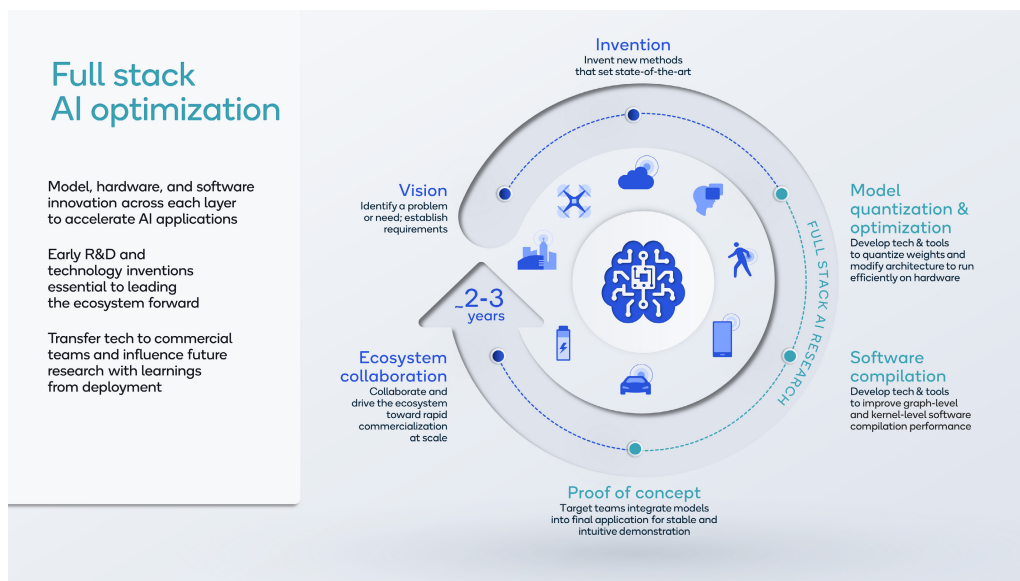 Full stack
AI optimization
Model, hardware, and software
innovation across each layer
to accelerate AI applications
Early R&D and
technology inventions
essential to leading
the ecosystem forward
Transfer tech to commercial
teams and influence future
research with learnings
from deployment
Invention
Invent new methods
that set state-of-the-art
Vision
Identify a problem
or need; establish
requirements
~2-3
years
Ecosystem
collaboration
Collaborate and
drive the ecosystem
toward rapid
commercialization
at scale
Model
quantization &
optimization
Develop tech & tools
to quantize weights and
modify architecture to run
efficiently on hardware
FULL STACK AI RESEARCH
Software
compilation
Develop tech & tools
to improve graph-level
and kernel-level software
compilation performance
Proof of concept
Target teams integrate models
into final application for stable and
intuitive demonstration